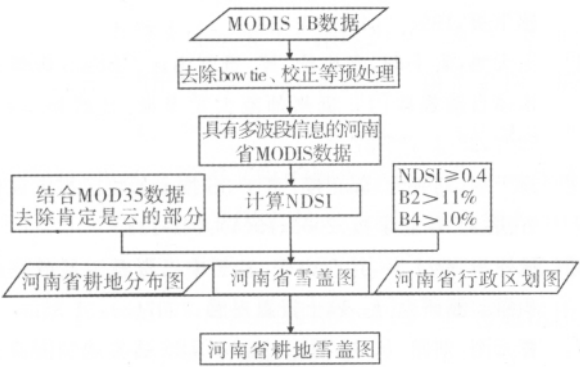 MODIS 1B数据
去除bow tie、校正等预处理
具有多波段信息的河南
省MODIS数据
结合MOD35数据
去除肯定是云的部分
计算NDSI
NDSI≥0.4
B2>11%
B4>10%
河南省耕地分布图
河南省雪盖图
河南省行政区划图
河南省耕地雪盖图